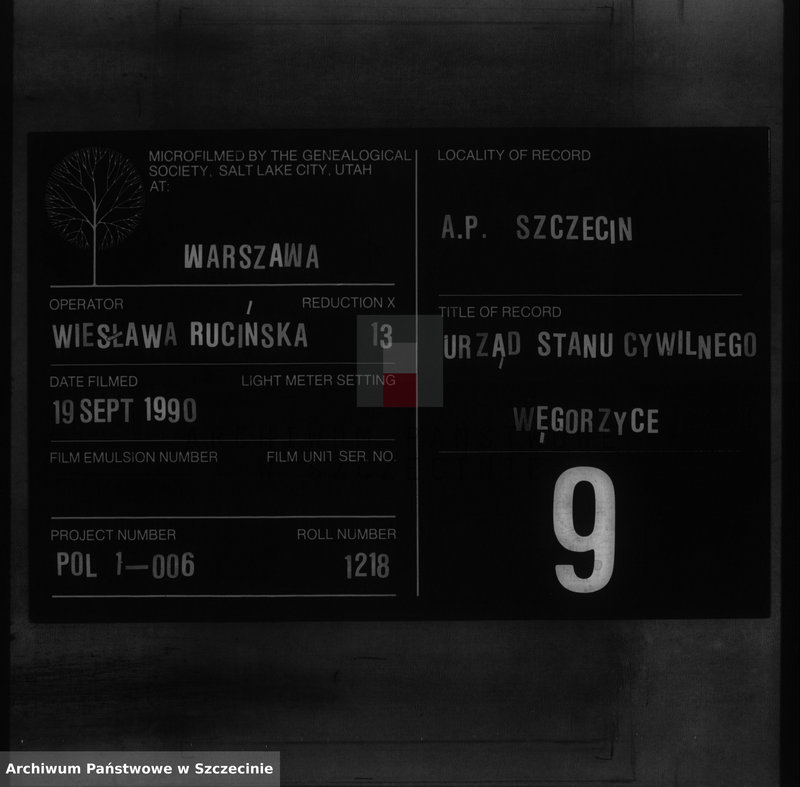 MICROFILMED BY THE GENEALOGICAL
SOCIETY, SALT LAKE CITY, UTAH
AT:
WARSZAWA
OPERATOR REDUCTION X
WIESŁAWA RUCIŃSKA 13
DATE FILMED LIGHT METER SETTING
19 SEPT 1990
FILM EMULSION NUMBER FILM UNIT SER. NO.
PROJECT NUMBER ROLL NUMBER
POL 1-006 1218
LOCALITY OF RECORD
A.P. SZCZECIN
TITLE OF RECORD
URZĄD STANU CYWILNEGO
WĘGORZYCE
9
Archiwum Państwowe w Szczecinie